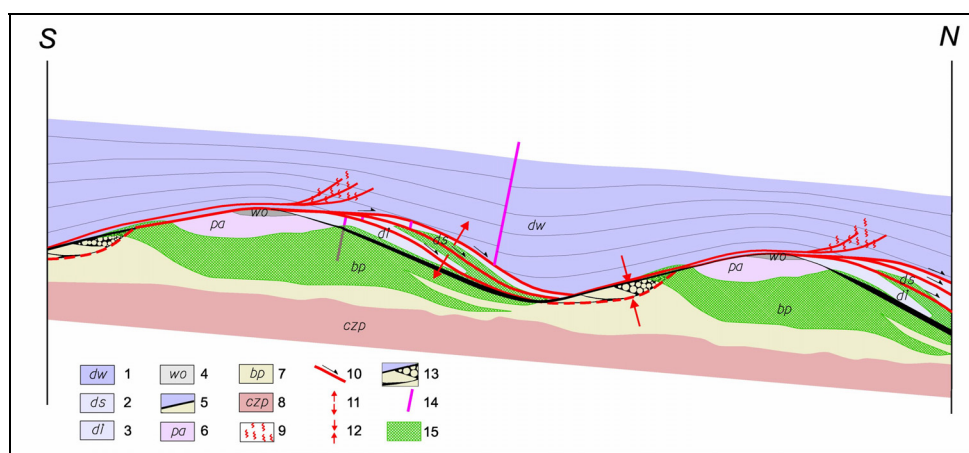 S N
dw
wo
pa
dl
ds
bp
wo
pa
ds
dl
bp
czp
dw 1 wo 4 bp 7 10 13
ds 2 5 czp 8 11 14
dl 3 pa 6 9 12 15